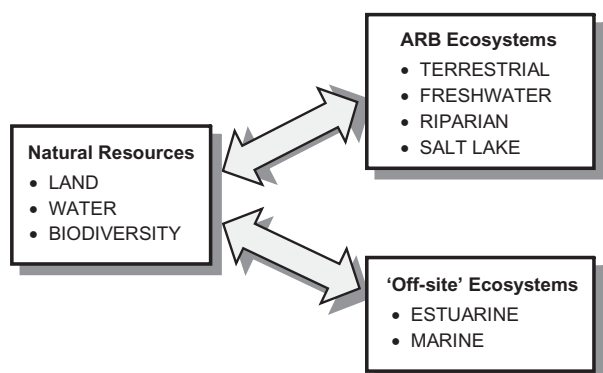 ARB Ecosystems
• TERRESTRIAL
• FRESHWATER
• RIPARIAN
• SALT LAKE
Natural Resources
• LAND
• WATER
• BIODIVERSITY
‘Off-site’ Ecosystems
• ESTUARINE
• MARINE